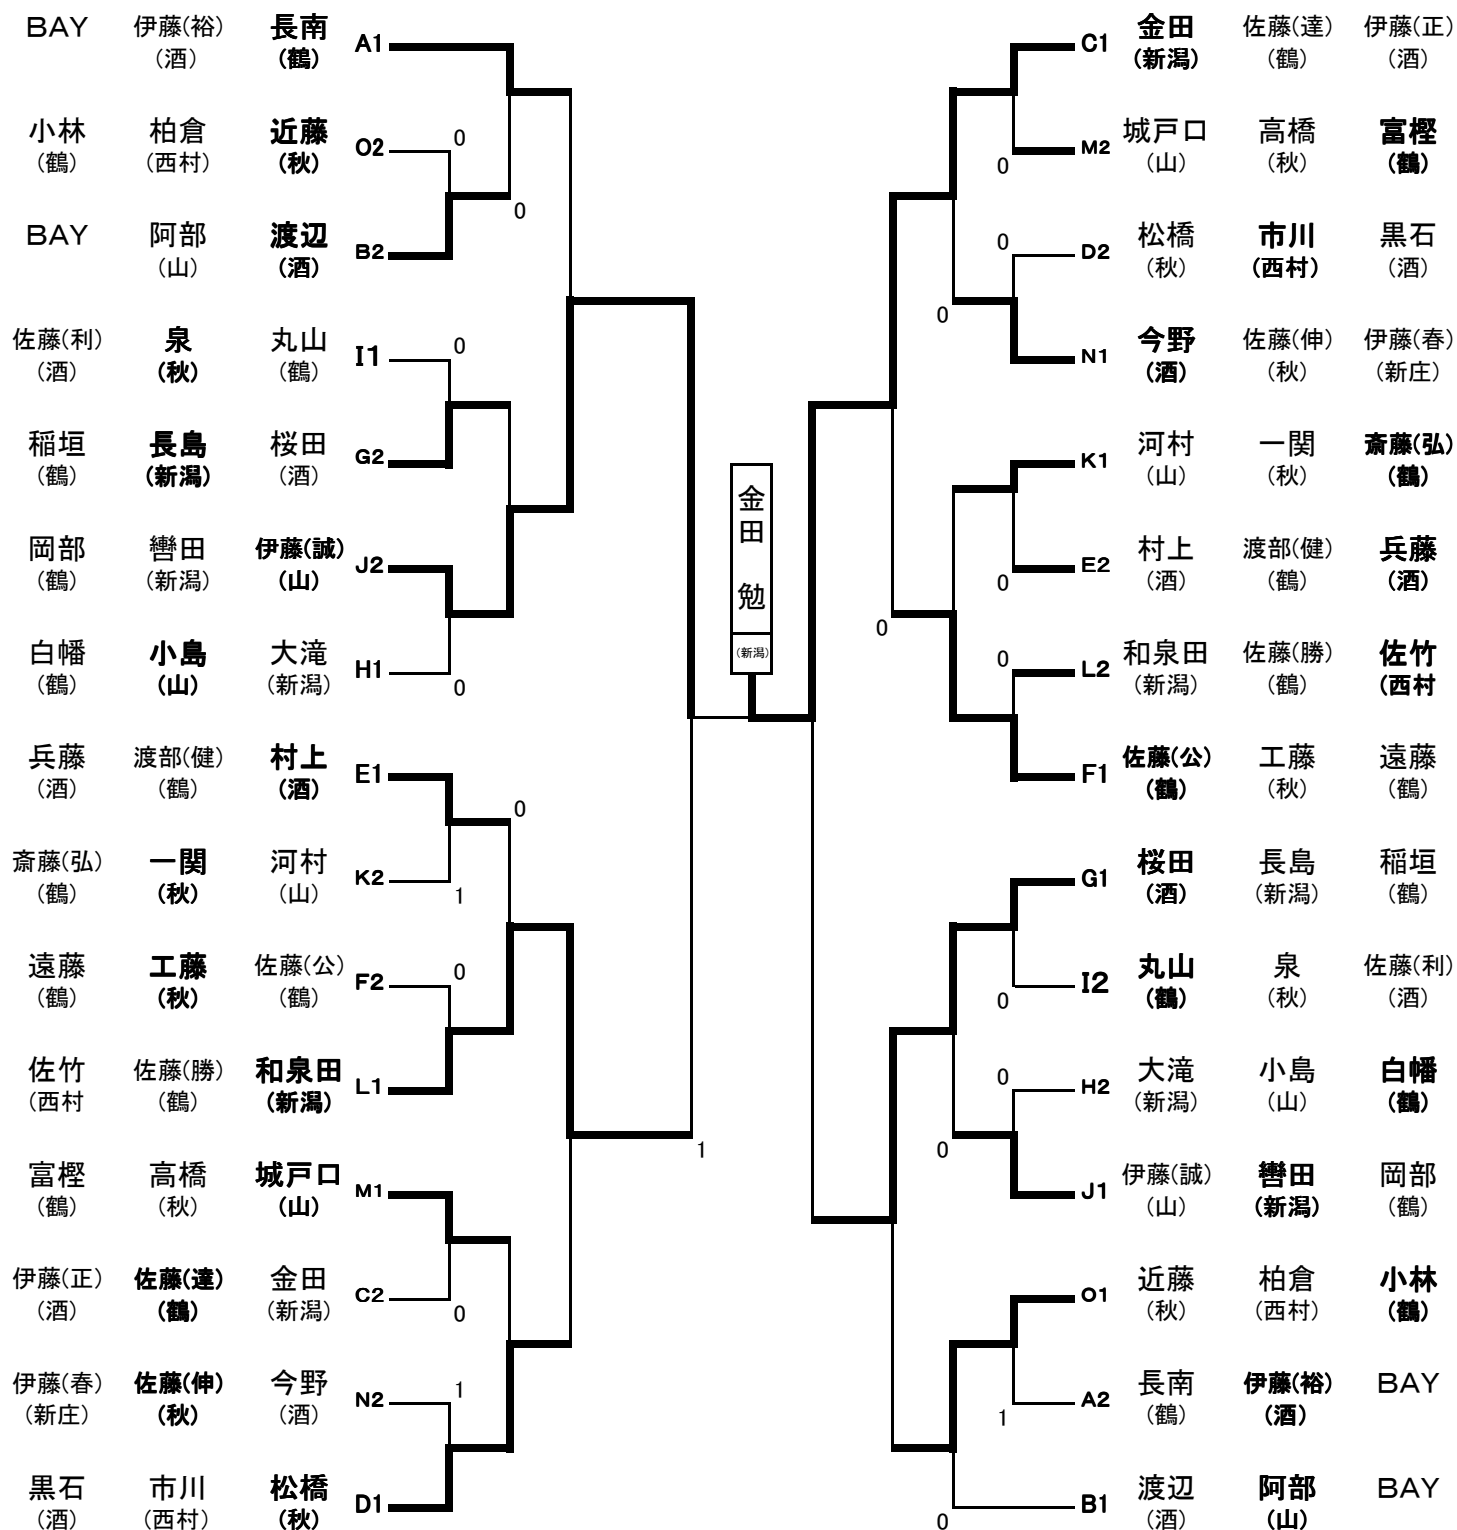 BAY 伊藤(裕) 長南 A1 C1 金田 佐藤(達) 伊藤(正)
(酒) (鶴) (新潟) (鶴) (酒)
小林 柏倉 近藤 O2 0 M2 城戸口 高橋 富樫
(鶴) (西村) (秋) 0 (山) (秋) (鶴)
0
BAY 阿部 渡辺 B2 0 D2 松橋 市川 黒石
(山) (酒) (秋) (西村) (酒)
0
佐藤(利) 泉 丸山 I1 0 N1 今野 佐藤(伸) 伊藤(春)
(酒) (秋) (鶴) (酒) (秋) (新庄)
稲垣 長島 桜田 G2 K1 河村 一関 斎藤(弘)
(鶴) (新潟) (酒) (山) (秋) (鶴)
金田 勉
(新潟)
岡部 轡田 伊藤(誠) J2 E2 村上 渡部(健) 兵藤
(鶴) (新潟) (山) 0 (酒) (鶴) (酒)
0
白幡 小島 大滝 H1 0 L2 和泉田 佐藤(勝) 佐竹
(鶴) (山) (新潟) 0 (新潟) (鶴) (西村
兵藤 渡部(健) 村上 E1 F1 佐藤(公) 工藤 遠藤
(酒) (鶴) (酒) 0 (鶴) (秋) (鶴)
斎藤(弘) 一関 河村 K2 G1 桜田 長島 稲垣
(鶴) (秋) (山) 1 (酒) (新潟) (鶴)
遠藤 工藤 佐藤(公) F2 0 I2 丸山 泉 佐藤(利)
(鶴) (秋) (鶴) 0 (鶴) (秋) (酒)
佐竹 佐藤(勝) 和泉田 L1 0 H2 大滝 小島 白幡
(西村 (鶴) (新潟) (新潟) (山) (鶴)
1 0
富樫 高橋 城戸口 M1 J1 伊藤(誠) 轡田 岡部
(鶴) (秋) (山) (山) (新潟) (鶴)
伊藤(正) 佐藤(達) 金田 C2 O1 近藤 柏倉 小林
(酒) (鶴) (新潟) 0 (秋) (西村) (鶴)
伊藤(春) 佐藤(伸) 今野 N2 1 A2 長南 伊藤(裕) BAY
(新庄) (秋) (酒) 1 (鶴) (酒)
黒石 市川 松橋 D1 B1 渡辺 阿部 BAY
(酒) (西村) (秋) 0 (酒) (山)